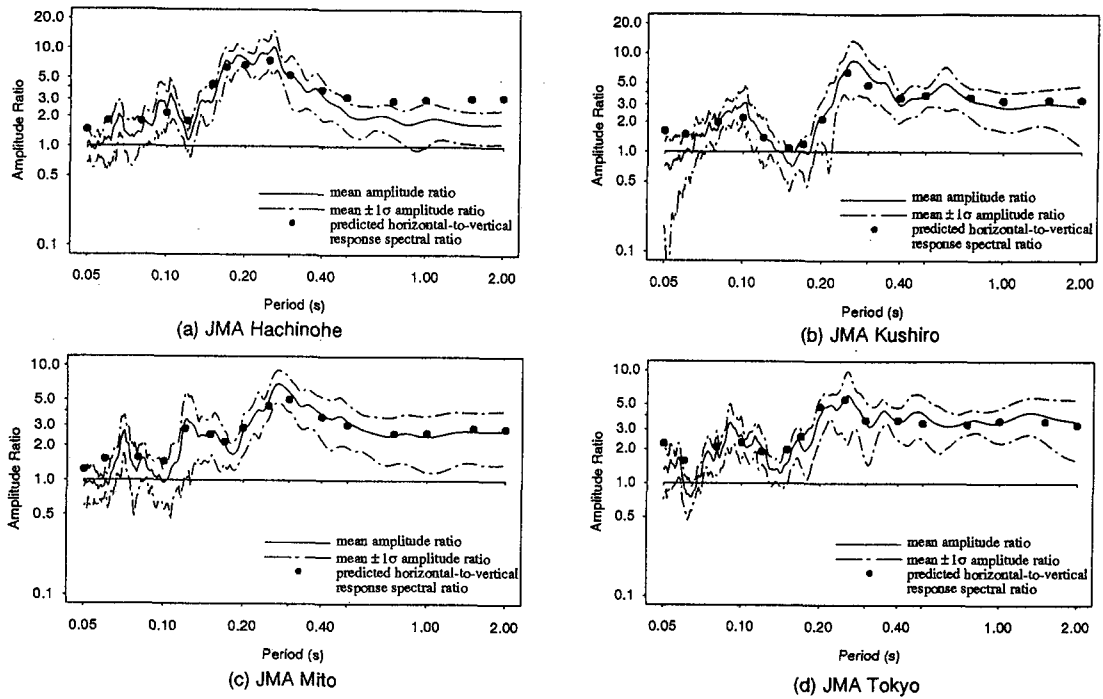 Amplitude Ratio
20.0
10.0
5.0
3.0
2.0
1.0
0.5
0.1
mean amplitude ratio
mean ± 1σ amplitude ratio
predicted horizontal-to-vertical
response spectral ratio
0.05 0.10 0.20 0.40 1.00 2.00
Period (s)
(a) JMA Hachinohe
Amplitude Ratio
20.0
10.0
5.0
3.0
2.0
1.0
0.5
0.1
mean amplitude ratio
mean ± 1σ amplitude ratio
predicted horizontal-to-vertical
response spectral ratio
0.05 0.10 0.20 0.40 1.00 2.00
Period (s)
(b) JMA Kushiro
Amplitude Ratio
10.0
5.0
3.0
2.0
1.0
0.5
0.1
mean amplitude ratio
mean ± 1σ amplitude ratio
predicted horizontal-to-vertical
response spectral ratio
0.05 0.10 0.20 0.40 1.00 2.00
Period (s)
(c) JMA Mito
Amplitude Ratio
10.0
5.0
3.0
2.0
1.0
0.5
0.1
mean amplitude ratio
mean ± 1σ amplitude ratio
predicted horizontal-to-vertical
response spectral ratio
0.05 0.10 0.20 0.40 1.00 2.00
Period (s)
(d) JMA Tokyo